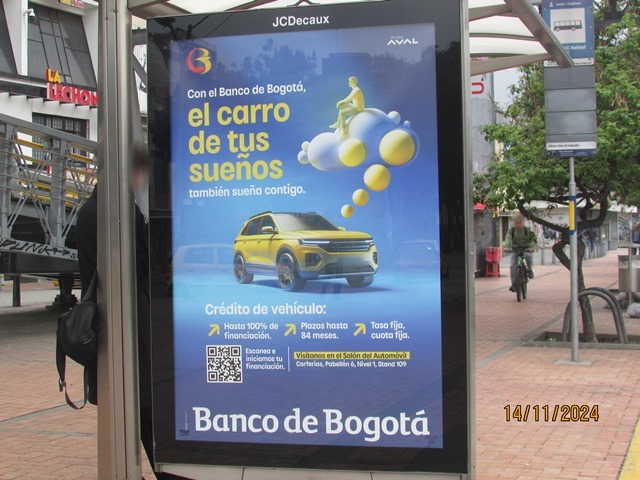 JCDecaux
GRUPO
AVAL
Con el Banco de Bogotá,
el carro
de tus
sueños
también sueña contigo.
Crédito de vehículo:
Hasta 100% de
financiación.
Plazos hasta
84 meses.
Tasa fija,
cuota fija.
Escanea e
iniciamos tu
financiación.
Visítanos en el Salón del Automóvil
Corferias, Pabellón 6, Nivel 1, Stand 109
Banco de Bogotá
LA
LECHON
14/11/2024